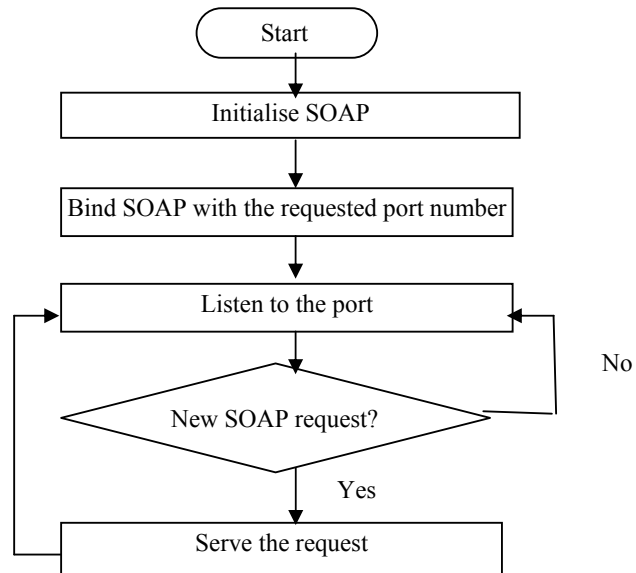 Start
Initialise SOAP
Bind SOAP with the requested port number
Listen to the port
No
New SOAP request?
Yes
Serve the request